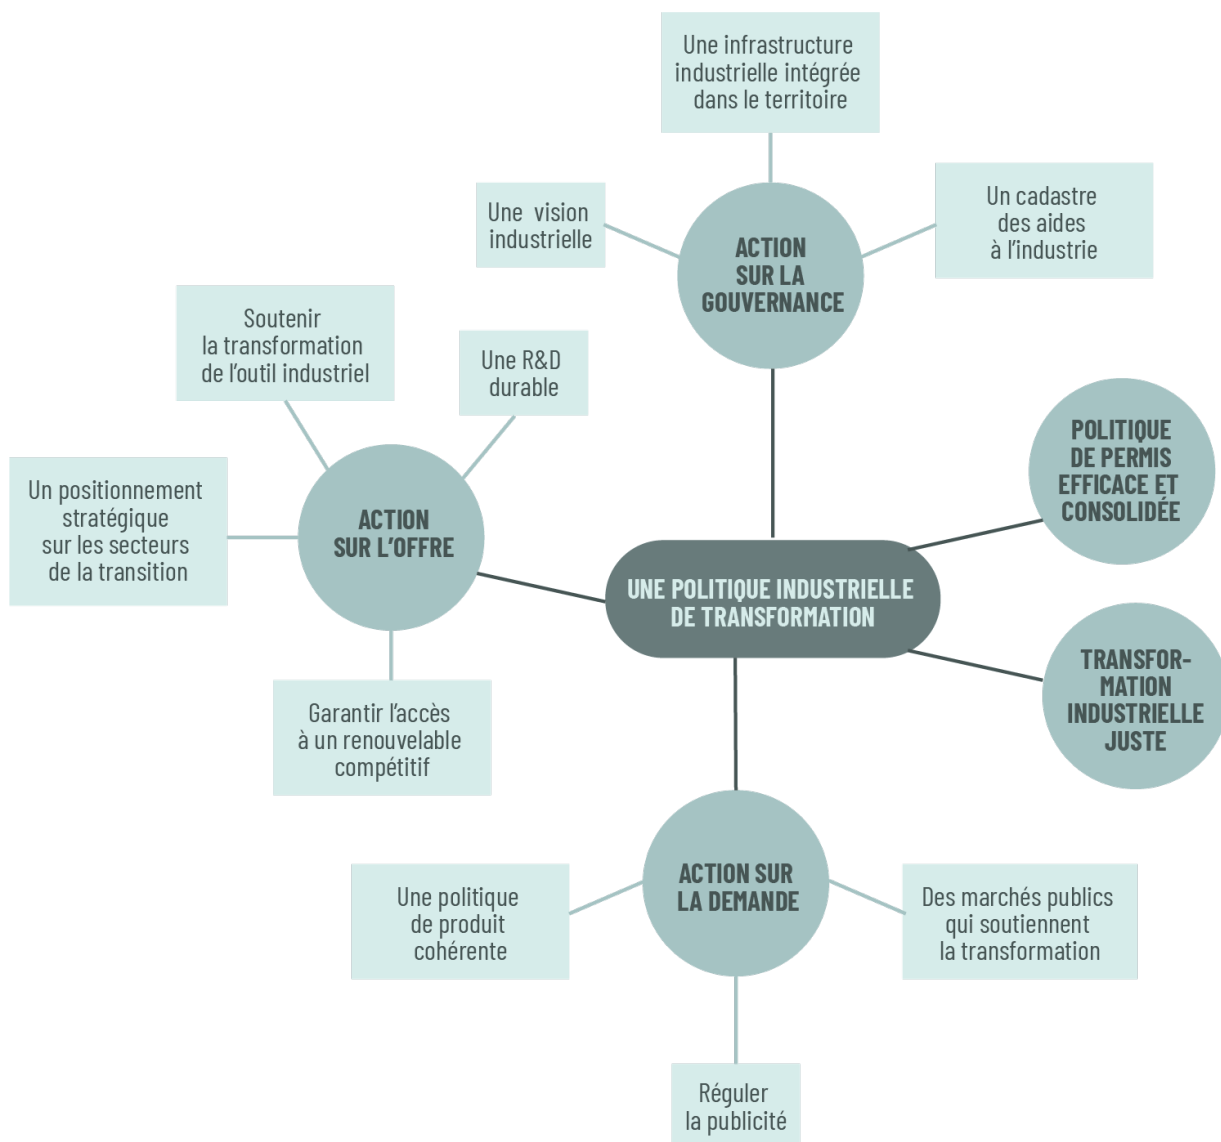 Une infrastructure
industrielle intégrée
dans le territoire
Une vision
industrielle
Un cadastre
des aides
à l'industrie
ACTION
SUR LA
GOUVERNANCE
Soutenir
la transformation
de l'outil industriel
Une R&D
durable
Un positionnement
stratégique
sur les secteurs
de la transition
ACTION
SUR L'OFFRE
Garantir l'accès
à un renouvelable
compétitif
POLITIQUE
DE PERMIS
EFFICACE ET
CONSOLIDÉE
UNE POLITIQUE INDUSTRIELLE
DE TRANSFORMATION
TRANSFOR-
MATION
INDUSTRIELLE
JUSTE
ACTION SUR
LA DEMANDE
Une politique
de produit
cohérente
Des marchés publics
qui soutiennent
la transformation
Réguler
la publicité